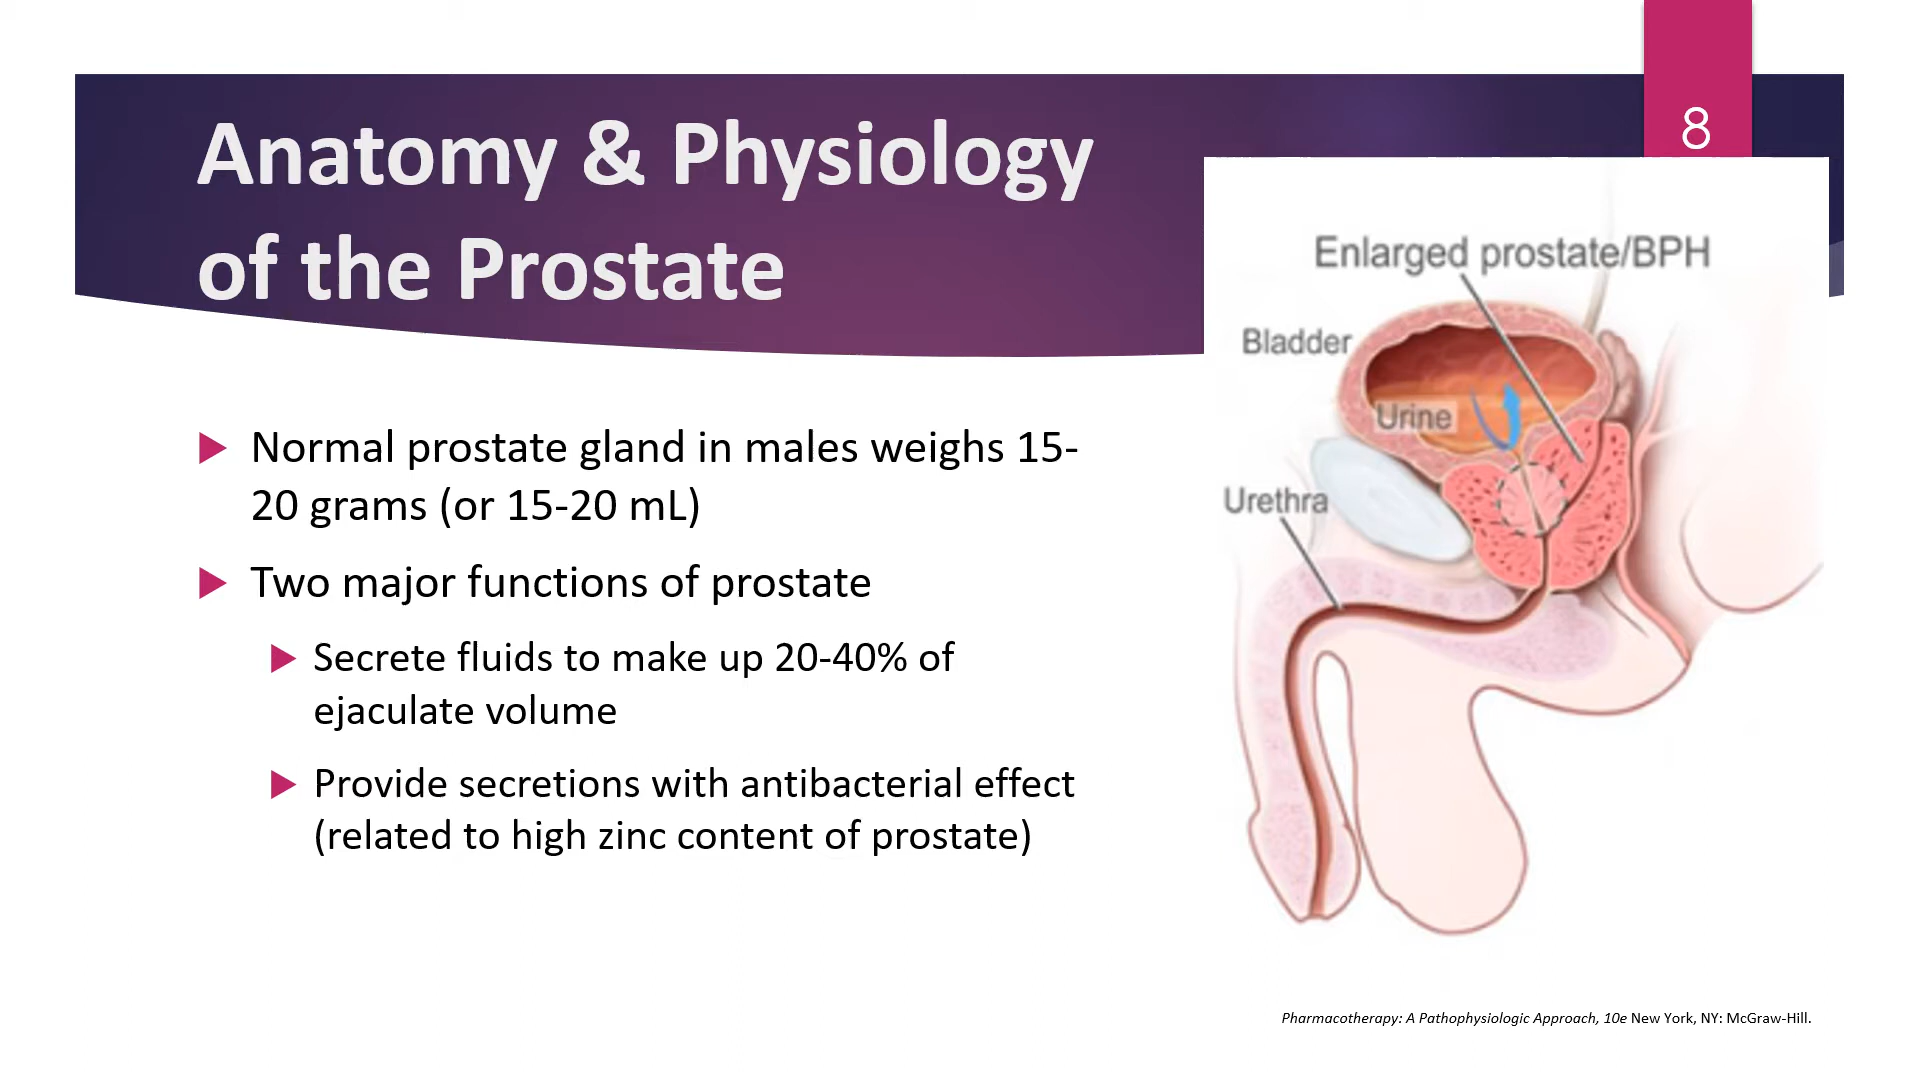 8
Anatomy & Physiology
of the Prostate
Normal prostate gland in males weighs 15-
20 grams (or 15-20 mL)
Two major functions of prostate
Secrete fluids to make up 20-40% of
ejaculate volume
Provide secretions with antibacterial effect
(related to high zinc content of prostate)
Enlarged prostate/BPH
Bladder
Urine
Urethra
Pharmacotherapy: A Pathophysiologic Approach, 10e New York, NY: McGraw-Hill.